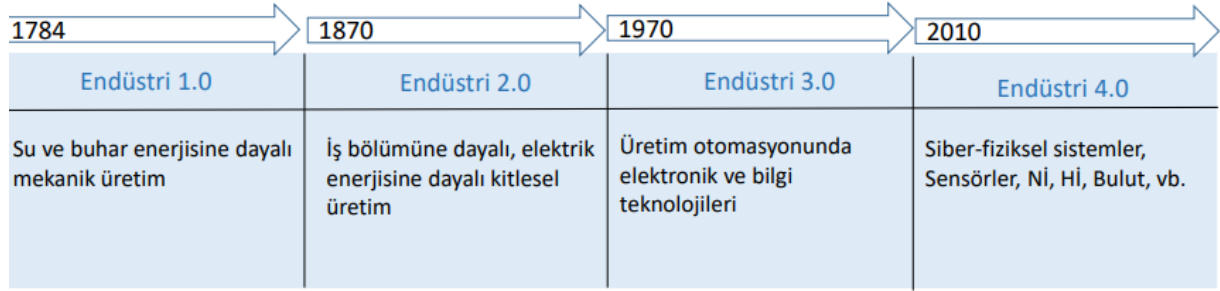 1784
1870
1970
2010
Endüstri 1.0
Endüstri 2.0
Endüstri 3.0
Endüstri 4.0
Su ve buhar enerjisine dayalı
mekanik üretim
İş bölümüne dayalı, elektrik
enerjisine dayalı kitlesel
üretim
Üretim otomasyonunda
elektronik ve bilgi
teknolojileri
Siber-fiziksel sistemler,
Sensörler, Nİ, Hİ, Bulut, vb.